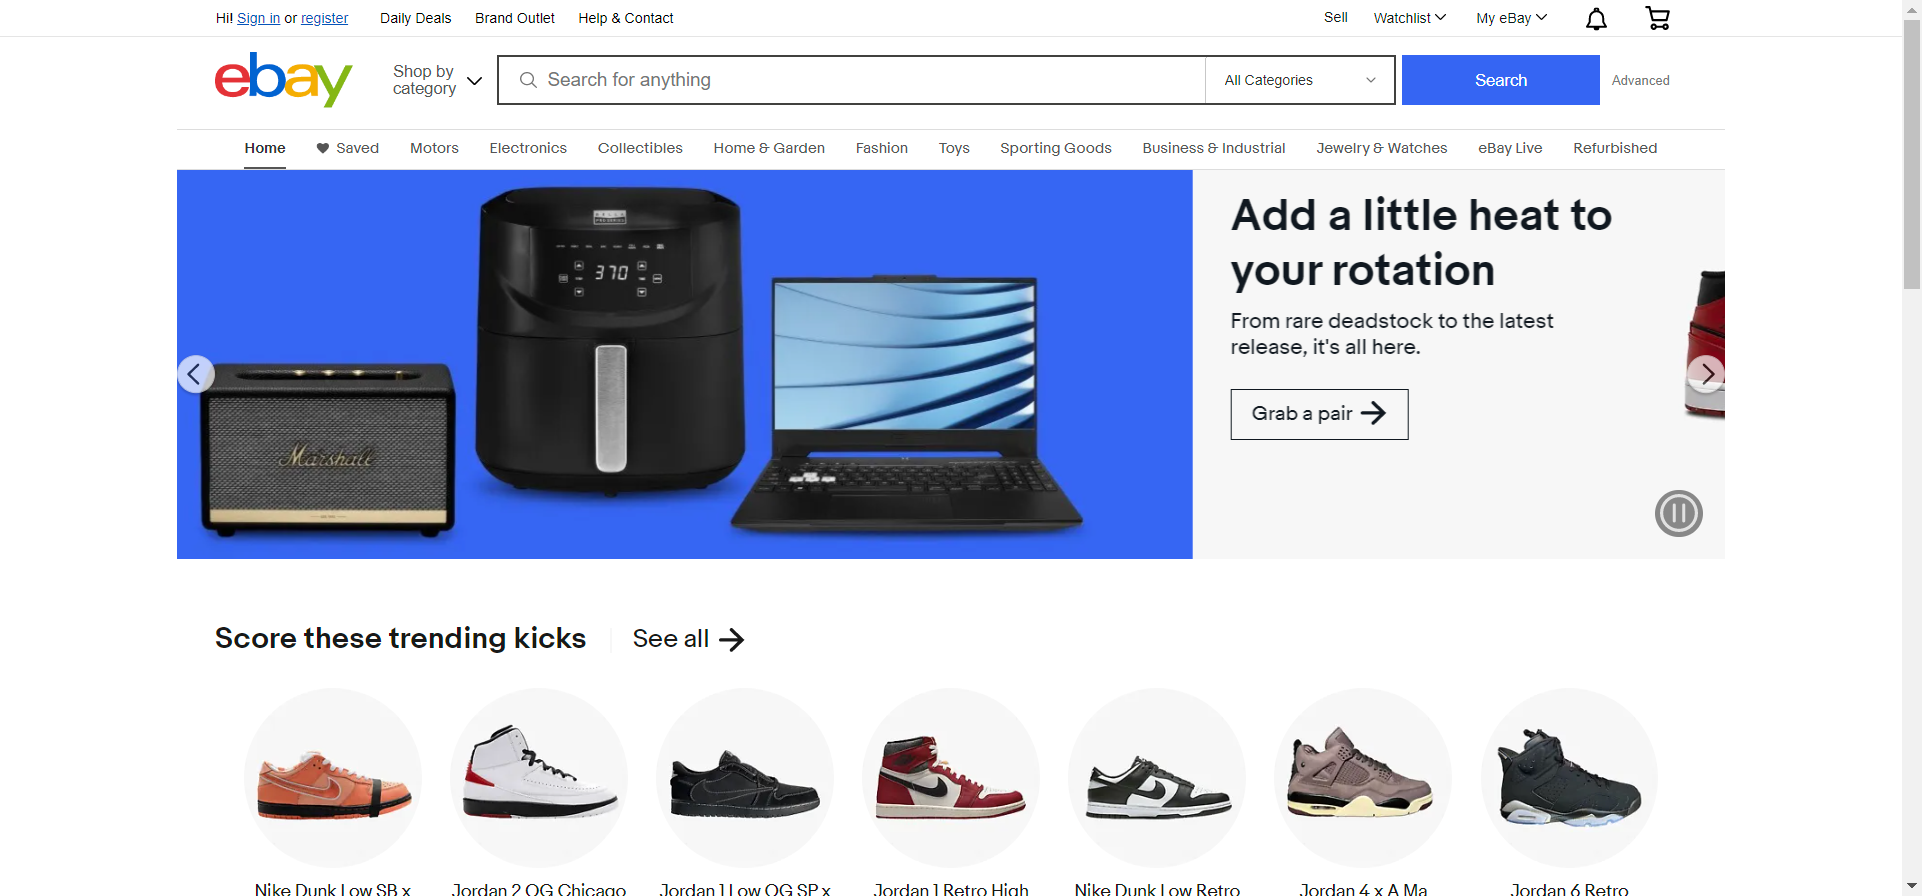 Hi! Sign in or register
Daily Deals
Brand Outlet
Help & Contact
Sell
Watchlist
My eBay
ebay
Shop by
category
Search for anything
All Categories
Search
Advanced
Home
Saved
Motors
Electronics
Collectibles
Home & Garden
Fashion
Toys
Sporting Goods
Business & Industrial
Jewelry & Watches
eBay Live
Refurbished
370
Marshall
Add a little heat to
your rotation
From rare deadstock to the latest
release, it's all here.
Grab a pair
Score these trending kicks
See all
Nike Dunk Low SB x
Jordan 2 OG Chicago
Jordan 1 Low OG SP x
Jordan 1 Retro High
Nike Dunk Low Retro
Jordan 4 x A Ma
Jordan 6 Retro